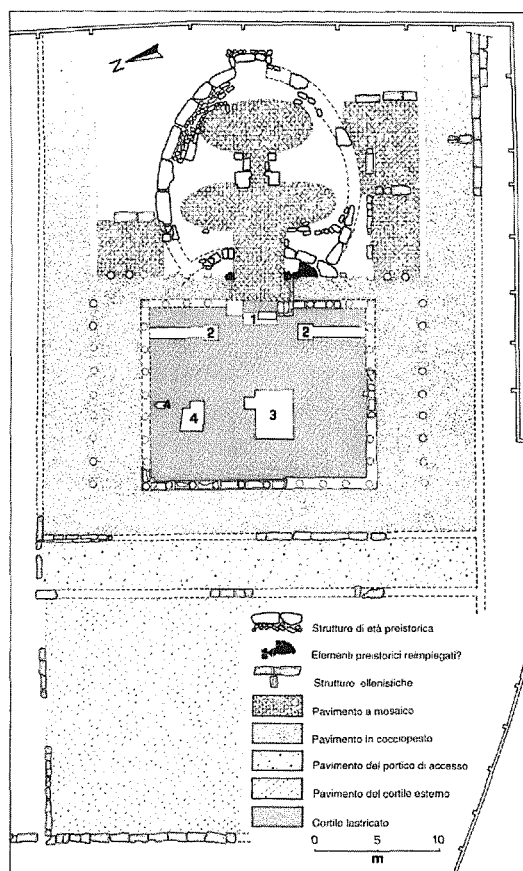 N
1
2
2
3
4
4
Strutture di età preistorica
Elementi preistorici reimpiegati?
Strutture ellenistiche
Pavimento a mosaico
Pavimento in cocciopesto
Pavimento del portico di accesso
Pavimento del cortile esterno
Cortile lastricato
0 5 10
m